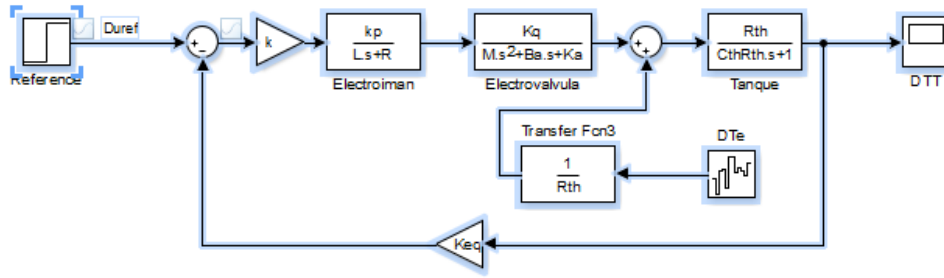 Duref
Reference
+
-
k
kp
L.s+R
Electroiman
Kq
M.s²+Ba.s+Ka
Electrovalvula
+
+
Rth
CthRth.s+1
Tanque
DTT
Transfer Fcn3
1
Rth
DTe
Keq